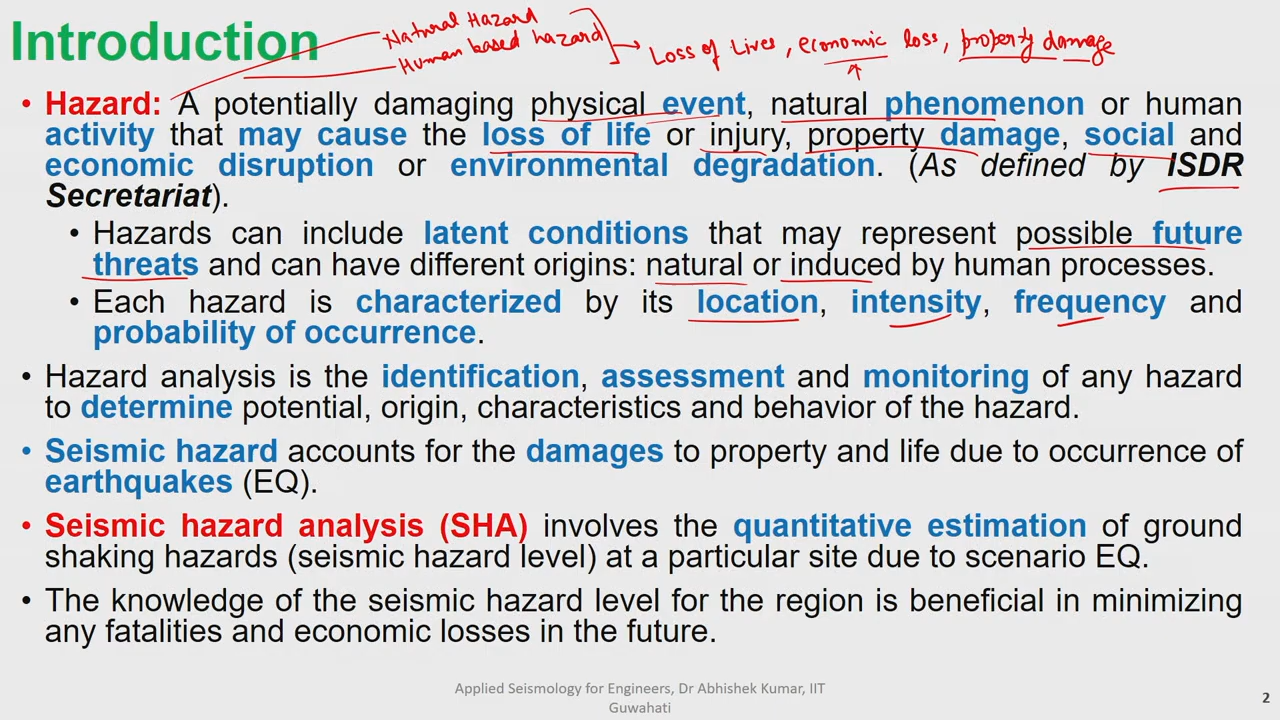 Introduction
Natural Hazard
Human based hazard
Loss of Lives, economic loss, property damage
• Hazard: A potentially damaging physical event, natural phenomenon or human
activity that may cause the loss of life or injury, property damage, social and
economic disruption or environmental degradation. (As defined by ISDR
Secretariat).
• Hazards can include latent conditions that may represent possible future
threats and can have different origins: natural or induced by human processes.
• Each hazard is characterized by its location, intensity, frequency and
probability of occurrence.
• Hazard analysis is the identification, assessment and monitoring of any hazard
to determine potential, origin, characteristics and behavior of the hazard.
• Seismic hazard accounts for the damages to property and life due to occurrence of
earthquakes (EQ).
• Seismic hazard analysis (SHA) involves the quantitative estimation of ground
shaking hazards (seismic hazard level) at a particular site due to scenario EQ.
• The knowledge of the seismic hazard level for the region is beneficial in minimizing
any fatalities and economic losses in the future.
Applied Seismology for Engineers, Dr Abhishek Kumar, IIT
Guwahati
2